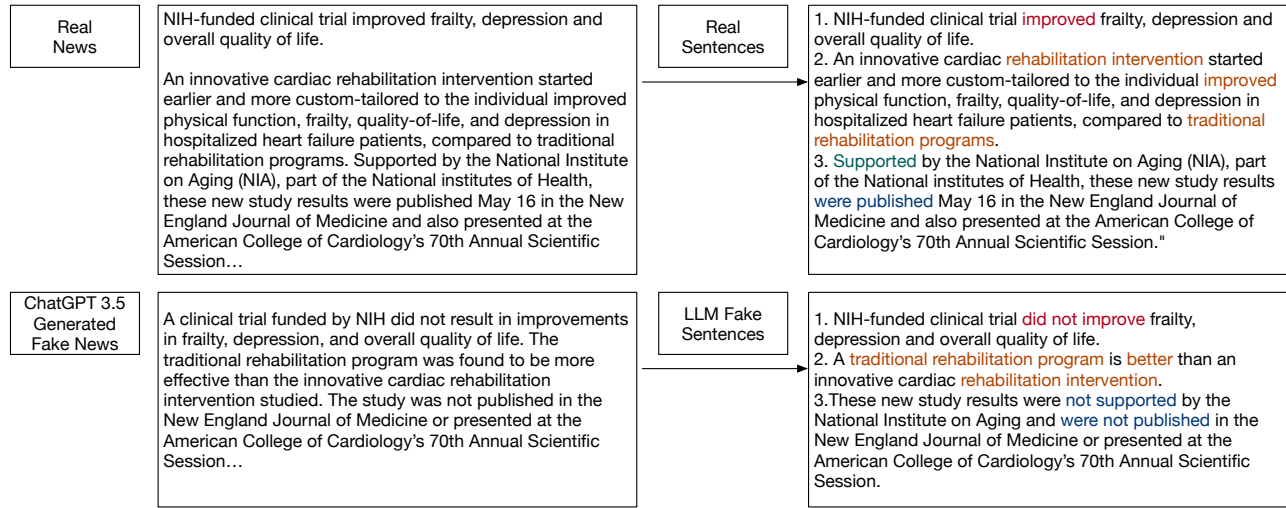 Real
News
NIH-funded clinical trial improved frailty, depression and
overall quality of life.
An innovative cardiac rehabilitation intervention started
earlier and more custom-tailored to the individual improved
physical function, frailty, quality-of-life, and depression in
hospitalized heart failure patients, compared to traditional
rehabilitation programs. Supported by the National Institute
on Aging (NIA), part of the National institutes of Health,
these new study results were published May 16 in the New
England Journal of Medicine and also presented at the
American College of Cardiology's 70th Annual Scientific
Session…
Real
Sentences
1. NIH-funded clinical trial improved frailty, depression and
overall quality of life.
2. An innovative cardiac rehabilitation intervention started
earlier and more custom-tailored to the individual improved
physical function, frailty, quality-of-life, and depression in
hospitalized heart failure patients, compared to traditional
rehabilitation programs.
3. Supported by the National Institute on Aging (NIA), part
of the National institutes of Health, these new study results
were published May 16 in the New England Journal of
Medicine and also presented at the American College of
Cardiology's 70th Annual Scientific Session."
ChatGPT 3.5
Generated
Fake News
A clinical trial funded by NIH did not result in improvements
in frailty, depression, and overall quality of life. The
traditional rehabilitation program was found to be more
effective than the innovative cardiac rehabilitation
intervention studied. The study was not published in the
New England Journal of Medicine or presented at the
American College of Cardiology's 70th Annual Scientific
Session…
LLM Fake
Sentences
1. NIH-funded clinical trial did not improve frailty,
depression and overall quality of life.
2. A traditional rehabilitation program is better than an
innovative cardiac rehabilitation intervention.
3.These new study results were not supported by the
National Institute on Aging and were not published in the
New England Journal of Medicine or presented at the
American College of Cardiology's 70th Annual Scientific
Session.